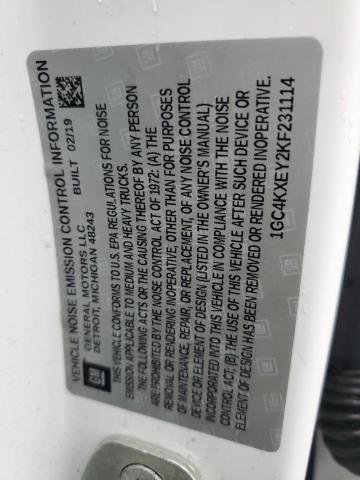 VEHICLE NOISE EMISSION CONTROL INFORMATION
GENERAL MOTORS LLC BUILT 02/19
DETROIT, MICHIGAN 48243
THIS VEHICLE CONFORMS TO U.S. EPA REGULATIONS FOR NOISE
EMISSION APPLICABLE TO MEDIUM AND HEAVY TRUCKS.
THE FOLLOWING ACTS OR THE CAUSING THEREOF BY ANY PERSON
ARE PROHIBITED BY THE NOISE CONTROL ACT OF 1972: (A) THE
REMOVAL OR RENDERING INOPERATIVE, OTHER THAN FOR PURPOSES
OF MAINTENANCE, REPAIR, OR REPLACEMENT, OF ANY NOISE CONTROL
DEVICE OR ELEMENT OF DESIGN (LISTED IN THE OWNER'S MANUAL)
INCORPORATED INTO THIS VEHICLE IN COMPLIANCE WITH THE NOISE
CONTROL ACT; (B) THE USE OF THIS VEHICLE AFTER SUCH DEVICE OR
ELEMENT OF DESIGN HAS BEEN REMOVED OR RENDERED INOPERATIVE.
1GC4KXEY2KF231114
GM